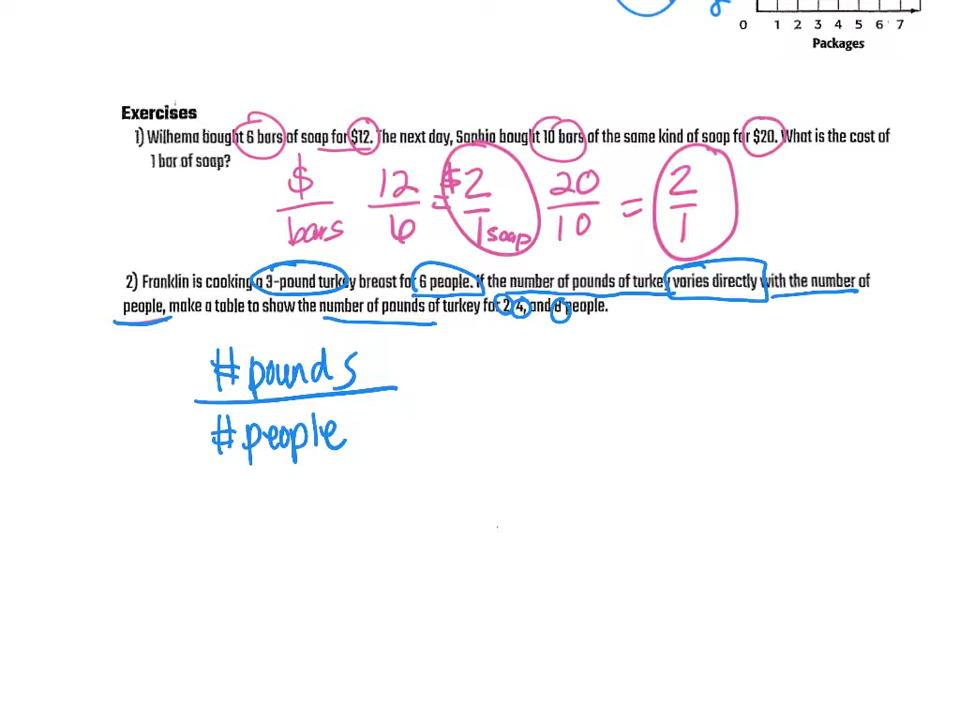 0 1 2 3 4 5 6 7
Packages
Exercises
1) Wilhema bought 6 bars of soap for $12. The next day, Sophia bought 10 bars of the same kind of soap for $20. What is the cost of
1 bar of soap?
$ 12 = $2 20 = 2
bars 6 1 soap 10 1
2) Franklin is cooking a 3-pound turkey breast for 6 people. If the number of pounds of turkey varies directly with the number of
people, make a table to show the number of pounds of turkey for 2, 4, and 8 people.
# pounds
# people